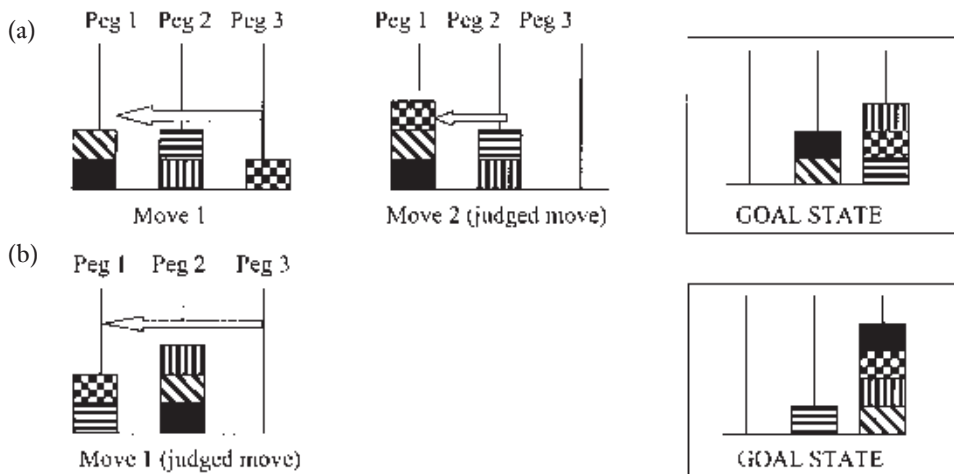 (a)
Peg 1 Peg 2 Peg 3 Peg 1 Peg 2 Peg 3
Move 1 Move 2 (judged move) GOAL STATE
(b)
Peg 1 Peg 2 Peg 3
Move 1 (judged move) GOAL STATE